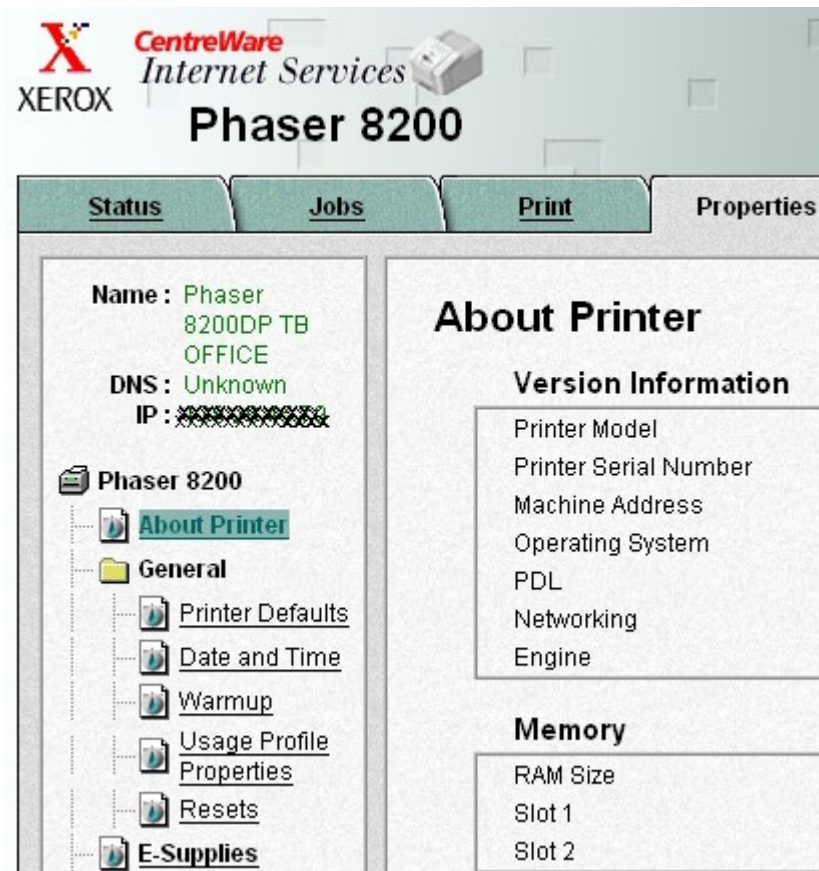 CentreWare
Internet Services
XEROX
Phaser 8200
Status Jobs Print Properties
Name : Phaser
8200DP TB
OFFICE
DNS : Unknown
IP :
Phaser 8200
About Printer
General
Printer Defaults
Date and Time
Warmup
Usage Profile
Properties
Resets
E-Supplies
About Printer
Version Information
Printer Model
Printer Serial Number
Machine Address
Operating System
PDL
Networking
Engine
Memory
RAM Size
Slot 1
Slot 2